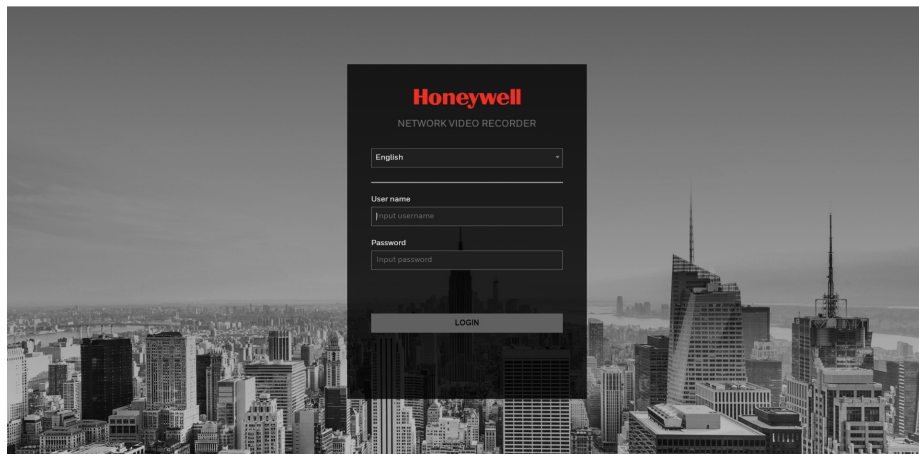 Honeywell
NETWORK VIDEO RECORDER
English
User name
Input username
Password
Input password
LOGIN